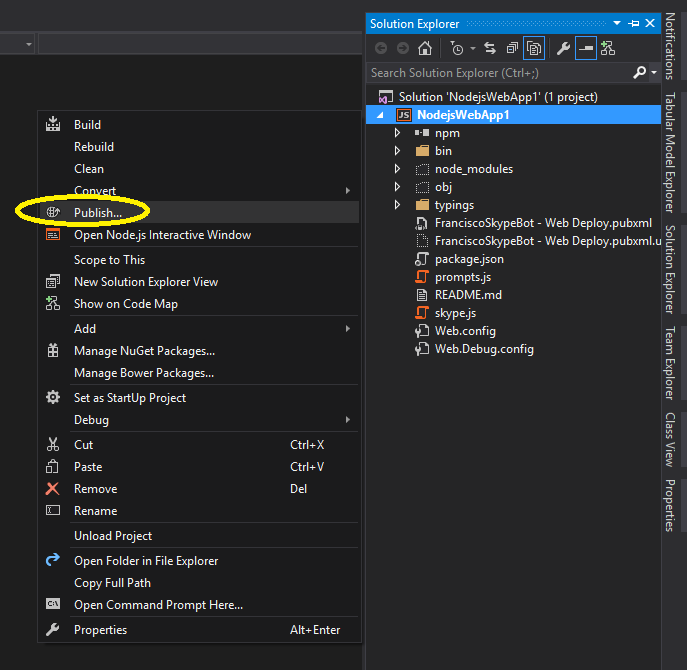 Build
Rebuild
Clean
Convert
Publish...
Open Node.js Interactive Window
Scope to This
New Solution Explorer View
Show on Code Map
Add
Manage NuGet Packages...
Manage Bower Packages...
Set as StartUp Project
Debug
Cut Ctrl+X
Paste Ctrl+V
Remove Del
Rename
Unload Project
Open Folder in File Explorer
Copy Full Path
Open Command Prompt Here...
Properties Alt+Enter
Solution Explorer
Search Solution Explorer (Ctrl+;)
Solution 'NodejsWebApp1' (1 project)
JS NodejsWebApp1
npm
bin
node_modules
obj
typings
FranciscoSkypeBot - Web Deploy.pubxml
FranciscoSkypeBot - Web Deploy.pubxml.u
package.json
prompts.js
README.md
skype.js
Web.config
Web.Debug.config
Notifications
Tabular Model Explorer
Solution Explorer
Team Explorer
Class View
Properties